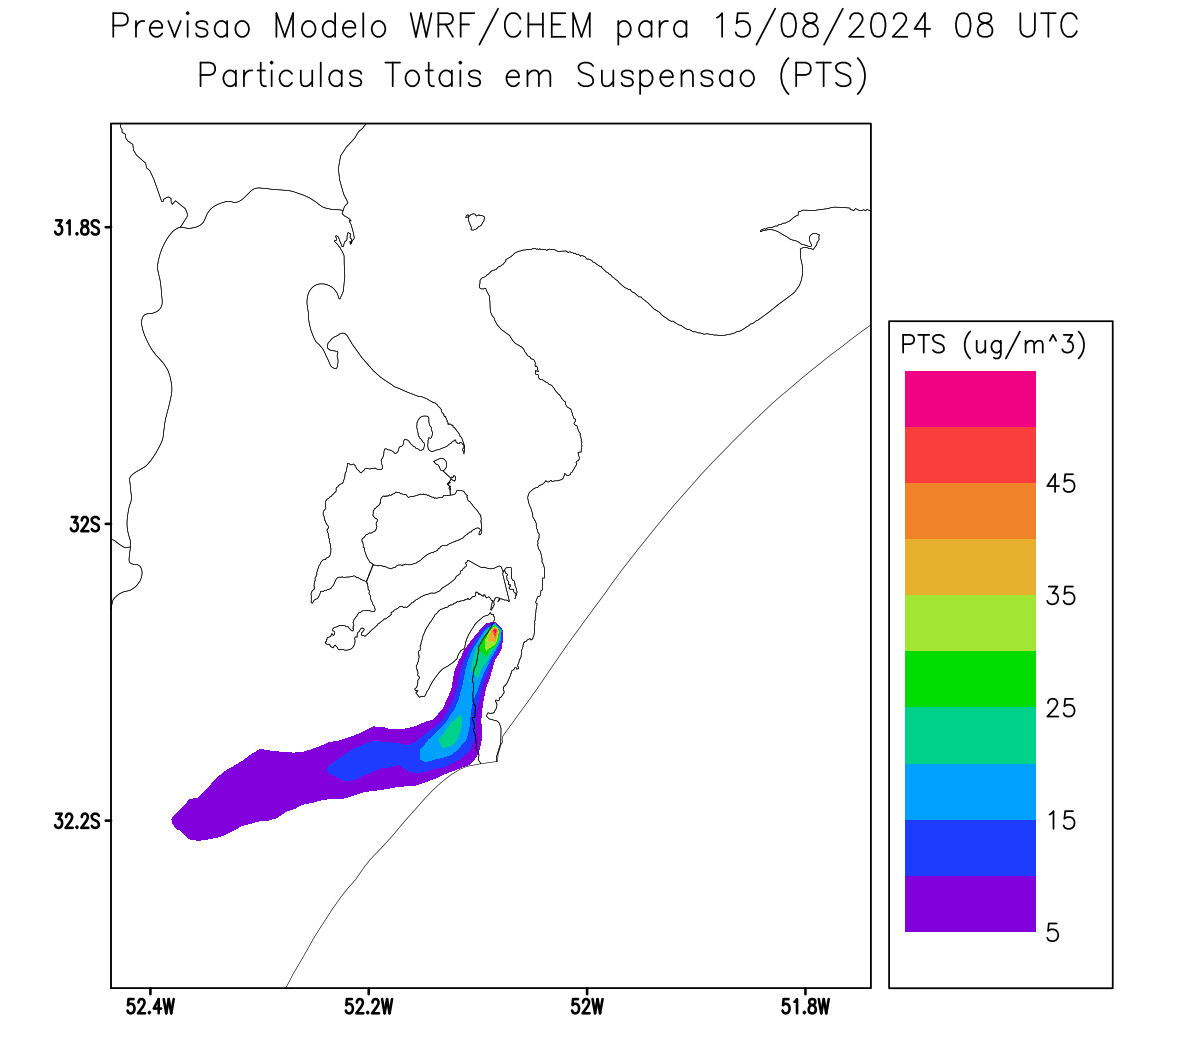 Previsao Modelo WRF/CHEM para 15/08/2024 08 UTC
Particulas Totais em Suspensao (PTS)
31.8S
32S
32.2S
52.4W
52.2W
52W
51.8W
PTS (ug/m^3)
45
35
25
15
5